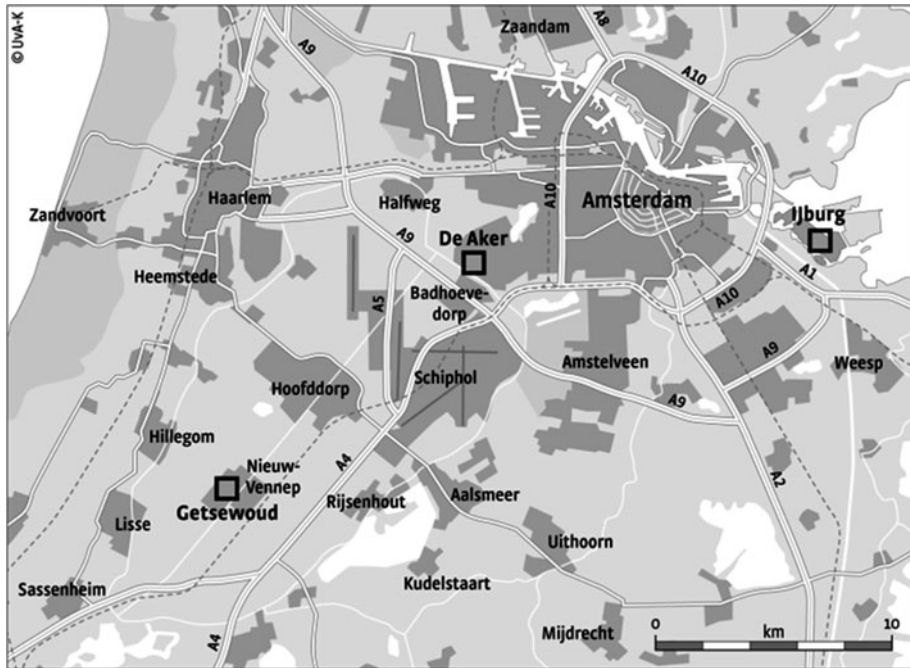 © UvA-K
Zaandam
A8
A9
A10
Haarlem
Halfweg
A10
Amsterdam
Zandvoort
De Aker
IJburg
A9
Heemstede
A5
Badhoeve-
dorp
A1
A10
Hoofddorp
Schiphol
Amstelveen
A9
Weesp
A9
Hillegom
A4
A2
Nieuw-
Vennep
Getsewoud
Rijsenhout
Aalsmeer
Lisse
Uithoorn
Sassenheim
Kudelstaart
A4
Mijdrecht
0
km
10